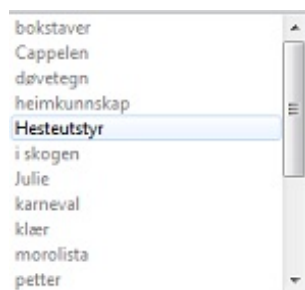 bokstaver
Cappelen
døvetegn
heimkunnskap
Hesteutstyr
i skogen
Julie
karneval
klær
morolista
petter